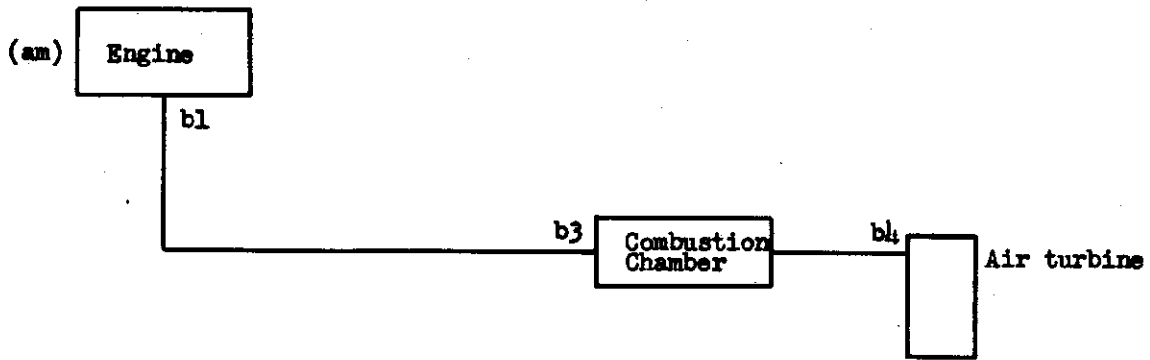 (am)
Engine
b1
b3
Combustion
Chamber
b4
Air turbine